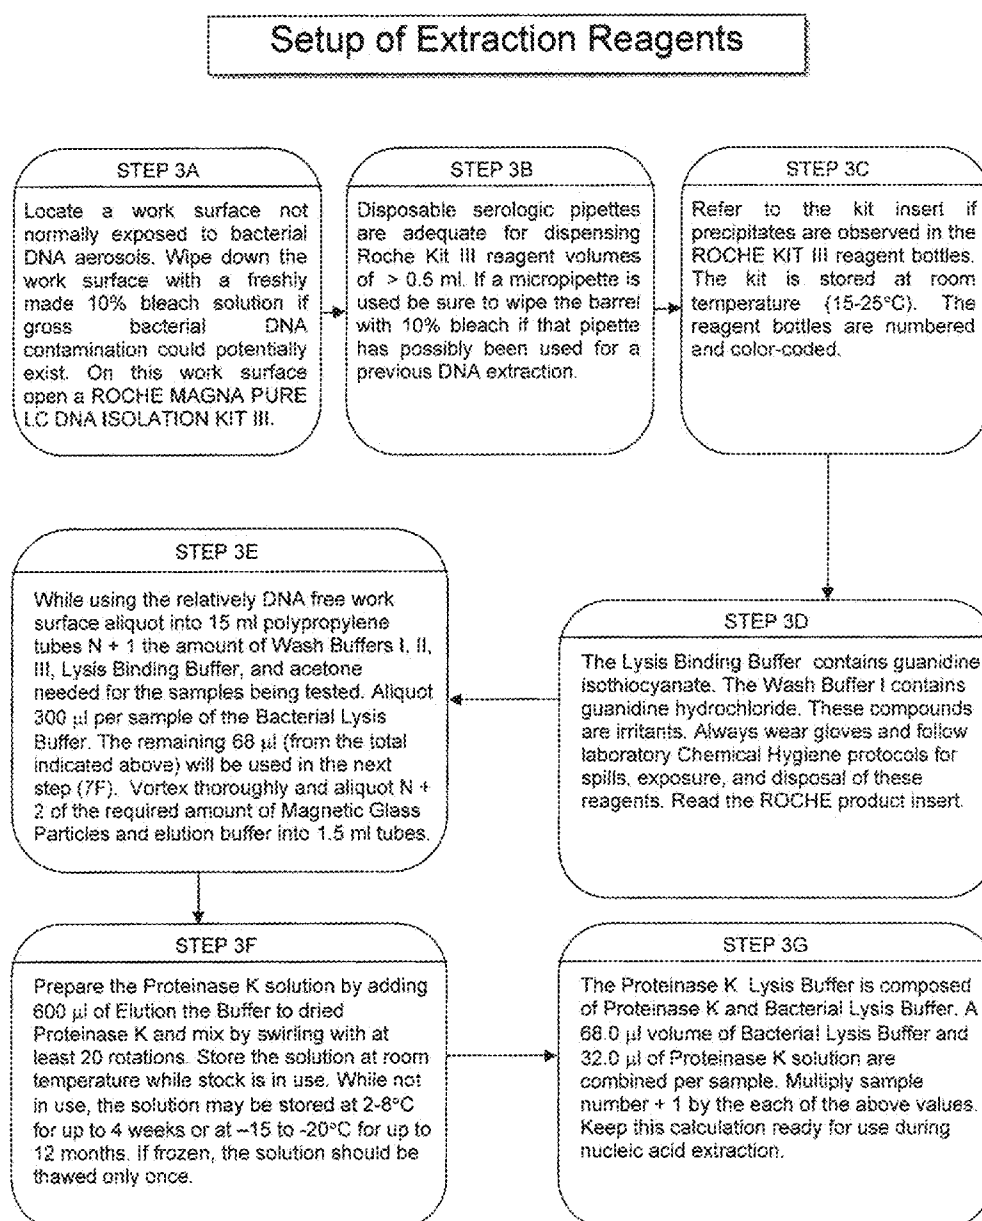 Setup of Extraction Reagents
STEP 3A
Locate a work surface not
normally exposed to bacterial
DNA aerosols. Wipe down the
work surface with a freshly
made 10% bleach solution if
gross bacterial DNA
contamination could potentially
exist. On this work surface
open a ROCHE MAGNA PURE
LC DNA ISOLATION KIT III.
STEP 3B
Disposable serologic pipettes
are adequate for dispensing
Roche Kit III reagent volumes
of > 0.5 ml. If a micropipette is
used be sure to wipe the barrel
with 10% bleach if that pipette
has possibly been used for a
previous DNA extraction.
STEP 3C
Refer to the kit insert if
precipitates are observed in the
ROCHE KIT III reagent bottles.
The kit is stored at room
temperature (15-25°C). The
reagent bottles are numbered
and color-coded.
STEP 3D
The Lysis Binding Buffer contains guanidine
isothiocyanate. The Wash Buffer I contains
guanidine hydrochloride. These compounds
are irritants. Always wear gloves and follow
laboratory Chemical Hygiene protocols for
spills, exposure, and disposal of these
reagents. Read the ROCHE product insert.
STEP 3E
While using the relatively DNA free work
surface aliquot into 15 ml polypropylene
tubes N + 1 the amount of Wash Buffers I, II,
III, Lysis Binding Buffer, and acetone
needed for the samples being tested. Aliquot
300 µl per sample of the Bacterial Lysis
Buffer. The remaining 68 µl (from the total
indicated above) will be used in the next
step (7F). Vortex thoroughly and aliquot N +
2 of the required amount of Magnetic Glass
Particles and elution buffer into 1.5 ml tubes.
STEP 3F
Prepare the Proteinase K solution by adding
600 µl of Elution the Buffer to dried
Proteinase K and mix by swirling with at
least 20 rotations. Store the solution at room
temperature while stock is in use. While not
in use, the solution may be stored at 2-8°C
for up to 4 weeks or at –15 to -20°C for up to
12 months. If frozen, the solution should be
thawed only once.
STEP 3G
The Proteinase K Lysis Buffer is composed
of Proteinase K and Bacterial Lysis Buffer. A
68.0 µl volume of Bacterial Lysis Buffer and
32.0 µl of Proteinase K solution are
combined per sample. Multiply sample
number + 1 by the each of the above values.
Keep this calculation ready for use during
nucleic acid extraction.